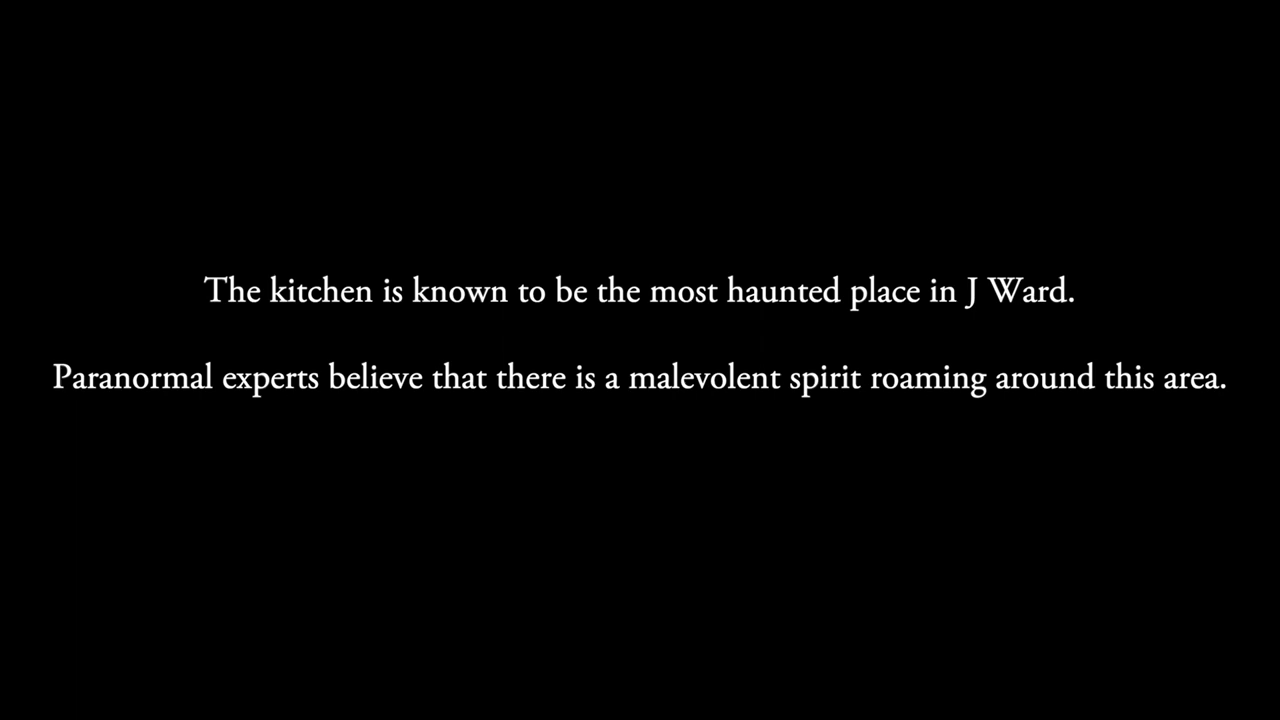 The kitchen is known to be the most haunted place in J Ward.
Paranormal experts believe that there is a malevolent spirit roaming around this area.